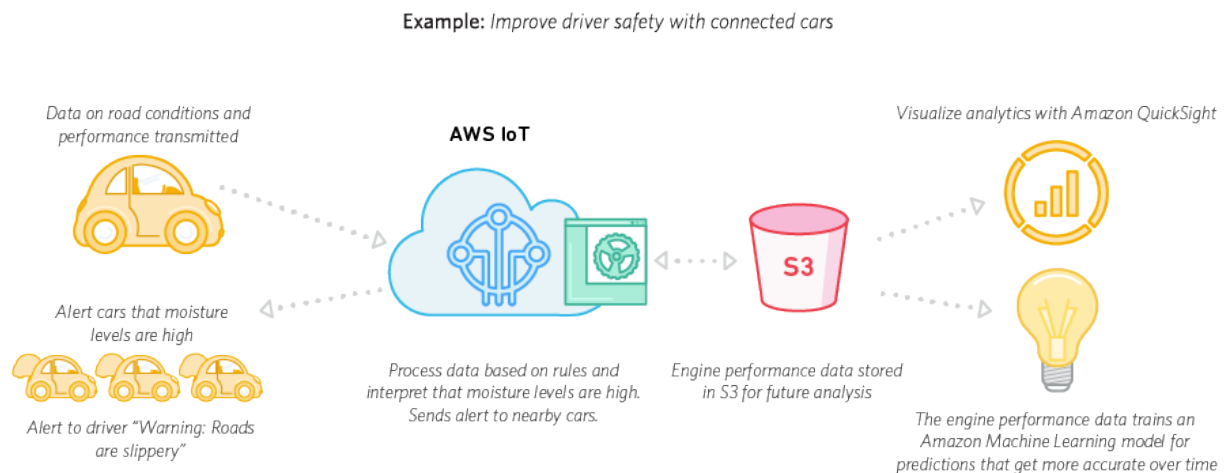 Example: Improve driver safety with connected cars
Data on road conditions and
performance transmitted
AWS IoT
Visualize analytics with Amazon QuickSight
S3
Alert cars that moisture
levels are high
Alert to driver “Warning: Roads
are slippery”
Process data based on rules and
interpret that moisture levels are high.
Sends alert to nearby cars.
Engine performance data stored
in S3 for future analysis
The engine performance data trains an
Amazon Machine Learning model for
predictions that get more accurate over time